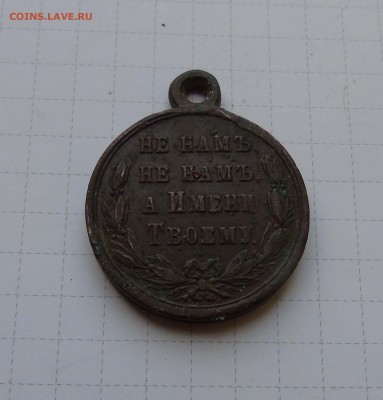 COINS.LAVE.RU
НЕ НАМЪ
НЕ НАМЪ,
А ИМЕНИ
ТВОЕМУ.